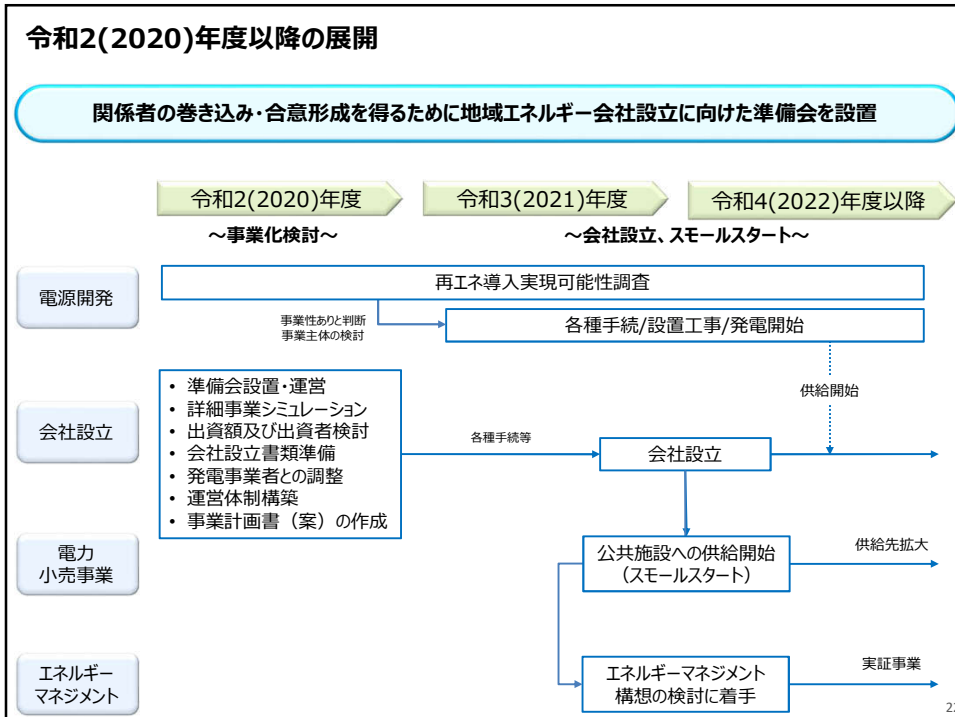 令和2(2020)年度以降の展開
関係者の巻き込み・合意形成を得るために地域エネルギー会社設立に向けた準備会を設置
令和2(2020)年度
令和3(2021)年度
令和4(2022)年度以降
～事業化検討～
～会社設立、スモールスタート～
電源開発
再エネ導入実現可能性調査
事業性ありと判断
事業主体の検討
各種手続/設置工事/発電開始
供給開始
会社設立
• 準備会設置・運営
• 詳細事業シミュレーション
• 出資額及び出資者検討
• 会社設立書類準備
• 発電事業者との調整
• 運営体制構築
• 事業計画書（案）の作成
各種手続等
会社設立
電力
小売事業
公共施設への供給開始
（スモールスタート）
供給先拡大
エネルギー
マネジメント
エネルギーマネジメント
構想の検討に着手
実証事業